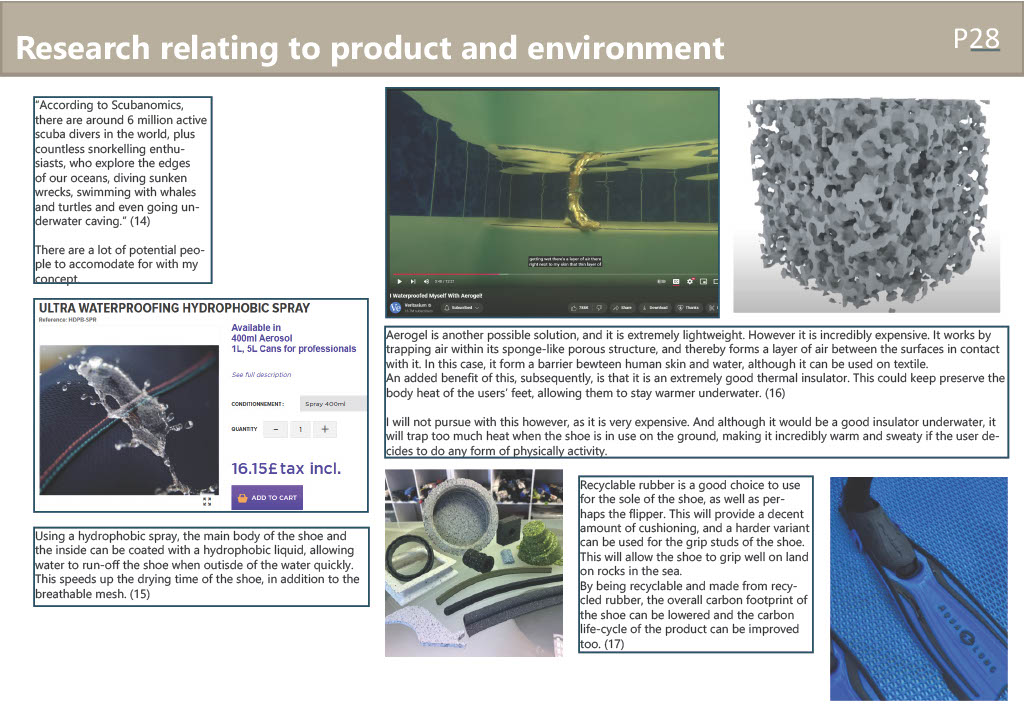 Research relating to product and environment
P28
“According to Scubanomics,
there are around 6 million active
scuba divers in the world, plus
countless snorkelling enthu-
siasts, who explore the edges
of our oceans, diving sunken
wrecks, swimming with whales
and turtles and even going un-
derwater caving.” (14)
There are a lot of potential peo-
ple to accomodate for with my
concept.
ULTRA WATERPROOFING HYDROPHOBIC SPRAY
Reference: HDPB-SPR
Available in
400ml Aerosol
1L, 5L Cans for professionals
See full description
CONDITIONNEMENT:
Spray 400ml
QUANTITY
− 1 +
16.15£ tax incl.
ADD TO CART
Using a hydrophobic spray, the main body of the shoe and
the inside can be coated with a hydrophobic liquid, allowing
water to run-off the shoe when outisde of the water quickly.
This speeds up the drying time of the shoe, in addition to the
breathable mesh. (15)
getting wet there's a layer of air there
right next to my skin that thin layer of
I Waterproofed Myself With Aerogel!
Veritasium
Subscribed
Share
Download
Thanks
Aerogel is another possible solution, and it is extremely lightweight. However it is incredibly expensive. It works by
trapping air within its sponge-like porous structure, and thereby forms a layer of air between the surfaces in contact
with it. In this case, it form a barrier bewteen human skin and water, although it can be used on textile.
An added benefit of this, subsequently, is that it is an extremely good thermal insulator. This could keep preserve the
body heat of the users’ feet, allowing them to stay warmer underwater. (16)
I will not pursue with this however, as it is very expensive. And although it would be a good insulator underwater, it
will trap too much heat when the shoe is in use on the ground, making it incredibly warm and sweaty if the user de-
cides to do any form of physically activity.
Recyclable rubber is a good choice to use
for the sole of the shoe, as well as per-
haps the flipper. This will provide a decent
amount of cushioning, and a harder variant
can be used for the grip studs of the shoe.
This will allow the shoe to grip well on land
on rocks in the sea.
By being recyclable and made from recy-
cled rubber, the overall carbon footprint of
the shoe can be lowered and the carbon
life-cycle of the product can be improved
too. (17)
AQUA LUNG